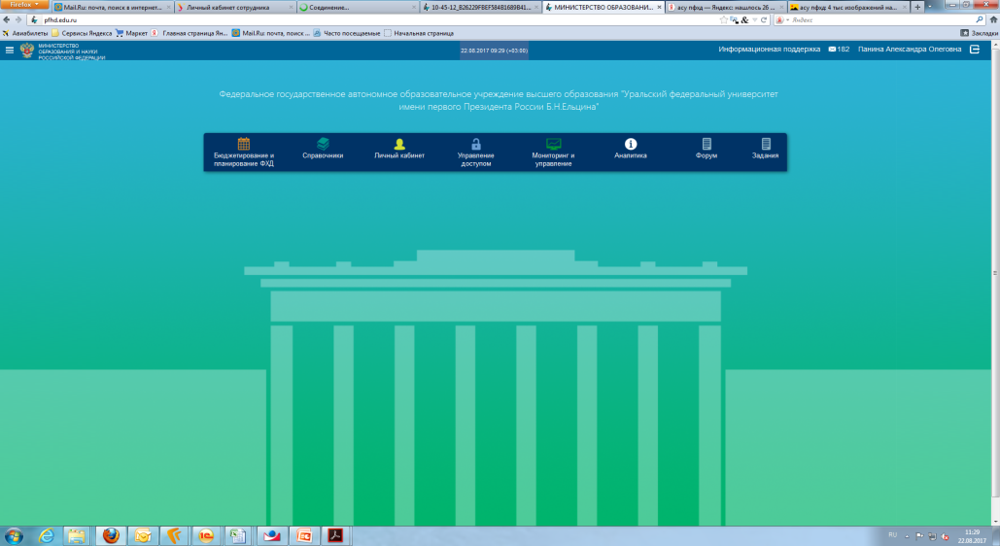 Firefox
Mail.Ru: почта, поиск в интернет...
Личный кабинет сотрудника
Соединение...
10-45-12_B26229FBEF5B4B1689B41...
МИНИСТЕРСТВО ОБРАЗОВАНИ...
асу пфхд — Яндекс: нашлось 26 ...
асу пфхд: 4 тыс изображений на...
pfhd.edu.ru
Яндекс
Авиабилеты
Сервисы Яндекса
Маркет
Главная страница Ян...
Mail.Ru: почта, поиск ...
Часто посещаемые
Начальная страница
Закладки
МИНИСТЕРСТВО
ОБРАЗОВАНИЯ И НАУКИ
РОССИЙСКОЙ ФЕДЕРАЦИИ
22.08.2017 09:29 (+03:00)
Информационная поддержка
182
Панина Александра Олеговна
Федеральное государственное автономное образовательное учреждение высшего образования "Уральский федеральный университет
имени первого Президента России Б.Н.Ельцина"
Бюджетирование и
планирование ФХД
Справочники
Личный кабинет
Управление
доступом
Мониторинг и
управление
Аналитика
Форум
Задания
RU
11:29
22.08.2017